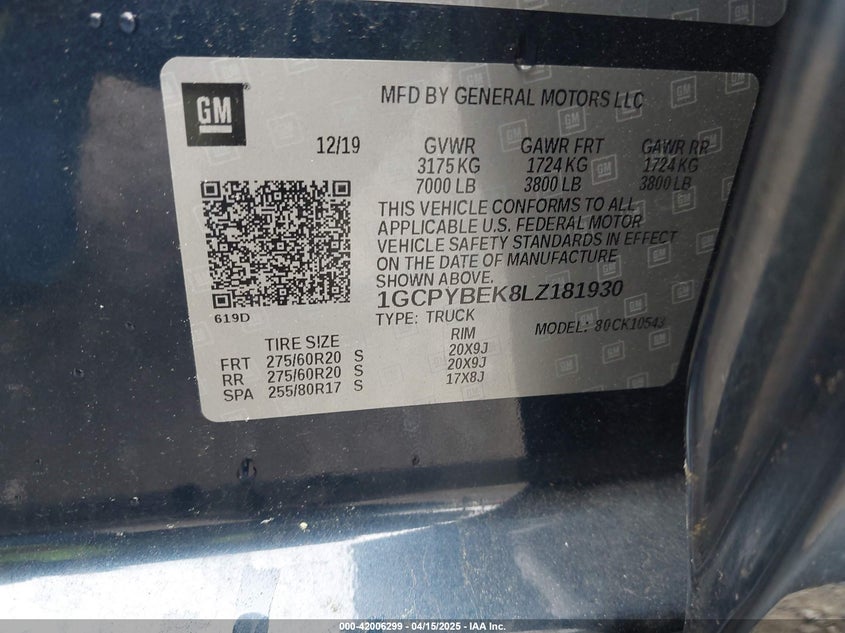 GM
MFD BY GENERAL MOTORS LLC
12/19 GVWR GAWR FRT GAWR RR
3175 KG 1724 KG 1724 KG
7000 LB 3800 LB 3800 LB
THIS VEHICLE CONFORMS TO ALL
APPLICABLE U.S. FEDERAL MOTOR
VEHICLE SAFETY STANDARDS IN EFFECT
ON THE DATE OF MANUFACTURE
SHOWN ABOVE.
1GCPYBEK8LZ181930
619D
TYPE: TRUCK MODEL: 80CK10543
TIRE SIZE RIM
FRT 275/60R20 S 20X9J
RR 275/60R20 S 20X9J
SPA 255/80R17 S 17X8J
000-42006299 - 04/15/2025 - IAA Inc.